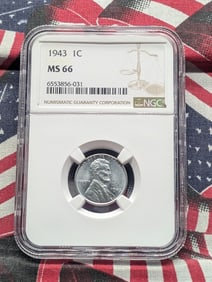 1943 1C
MS 66
6553856-031
NUMISMATIC GUARANTY CORPORATION
NGC